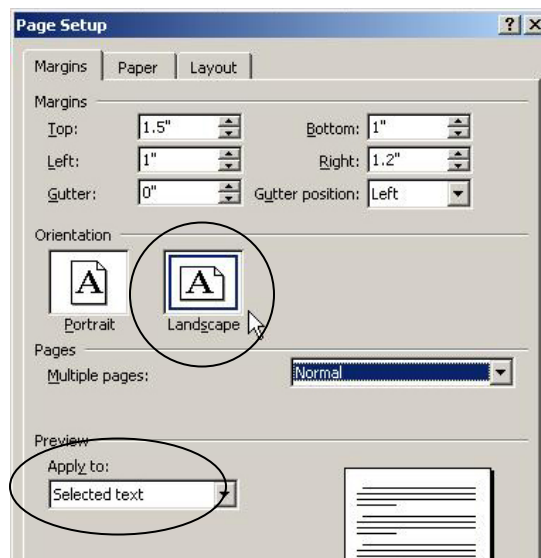 Page Setup
Margins Paper Layout
Margins
Top: 1.5" Bottom: 1"
Left: 1" Right: 1.2"
Gutter: 0" Gutter position: Left
Orientation
A A
Portrait Landscape
Pages
Multiple pages: Normal
Preview
Apply to:
Selected text